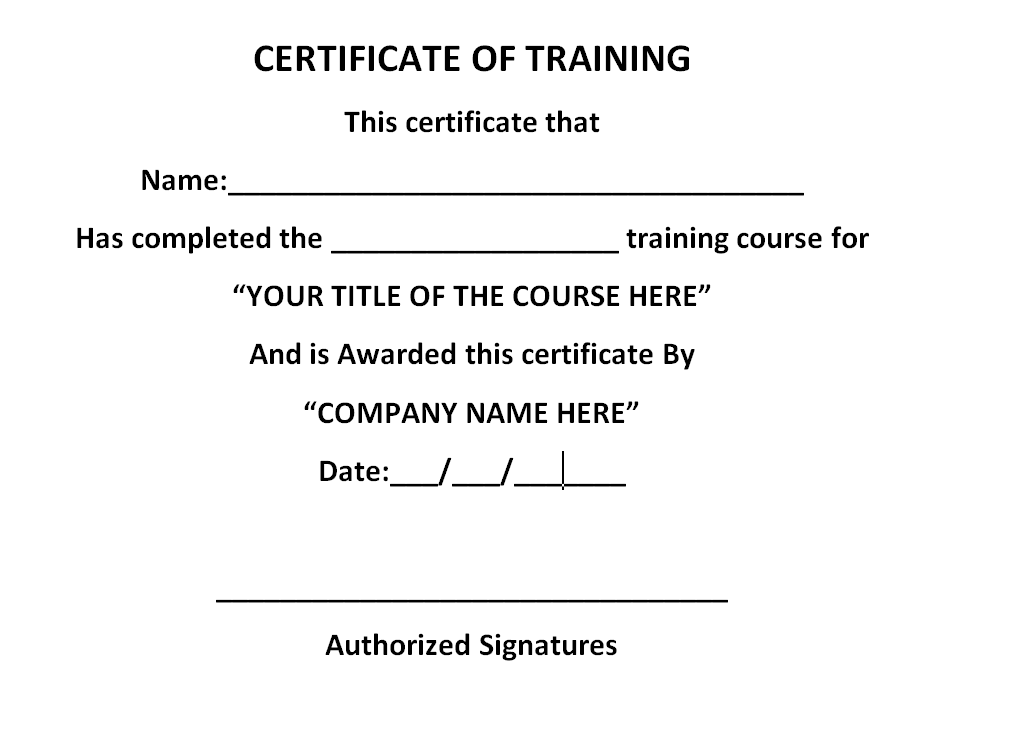 CERTIFICATE OF TRAINING
This certificate that
Name:____________________________________
Has completed the __________________ training course for
“YOUR TITLE OF THE COURSE HERE”
And is Awarded this certificate By
“COMPANY NAME HERE”
Date:___/___/_______
________________________________
Authorized Signatures